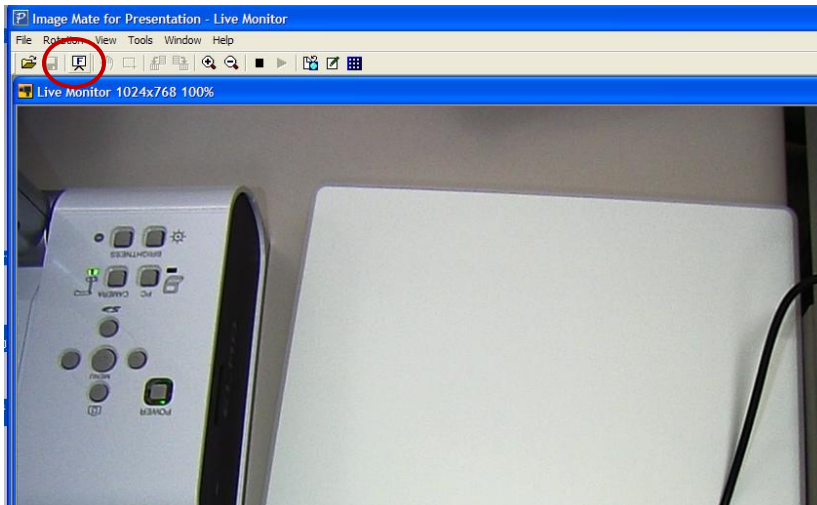 Image Mate for Presentation - Live Monitor
File Rotation View Tools Window Help
F
Live Monitor 1024x768 100%
BRIGHTNESS
CAMERA PC
MENU
POWER